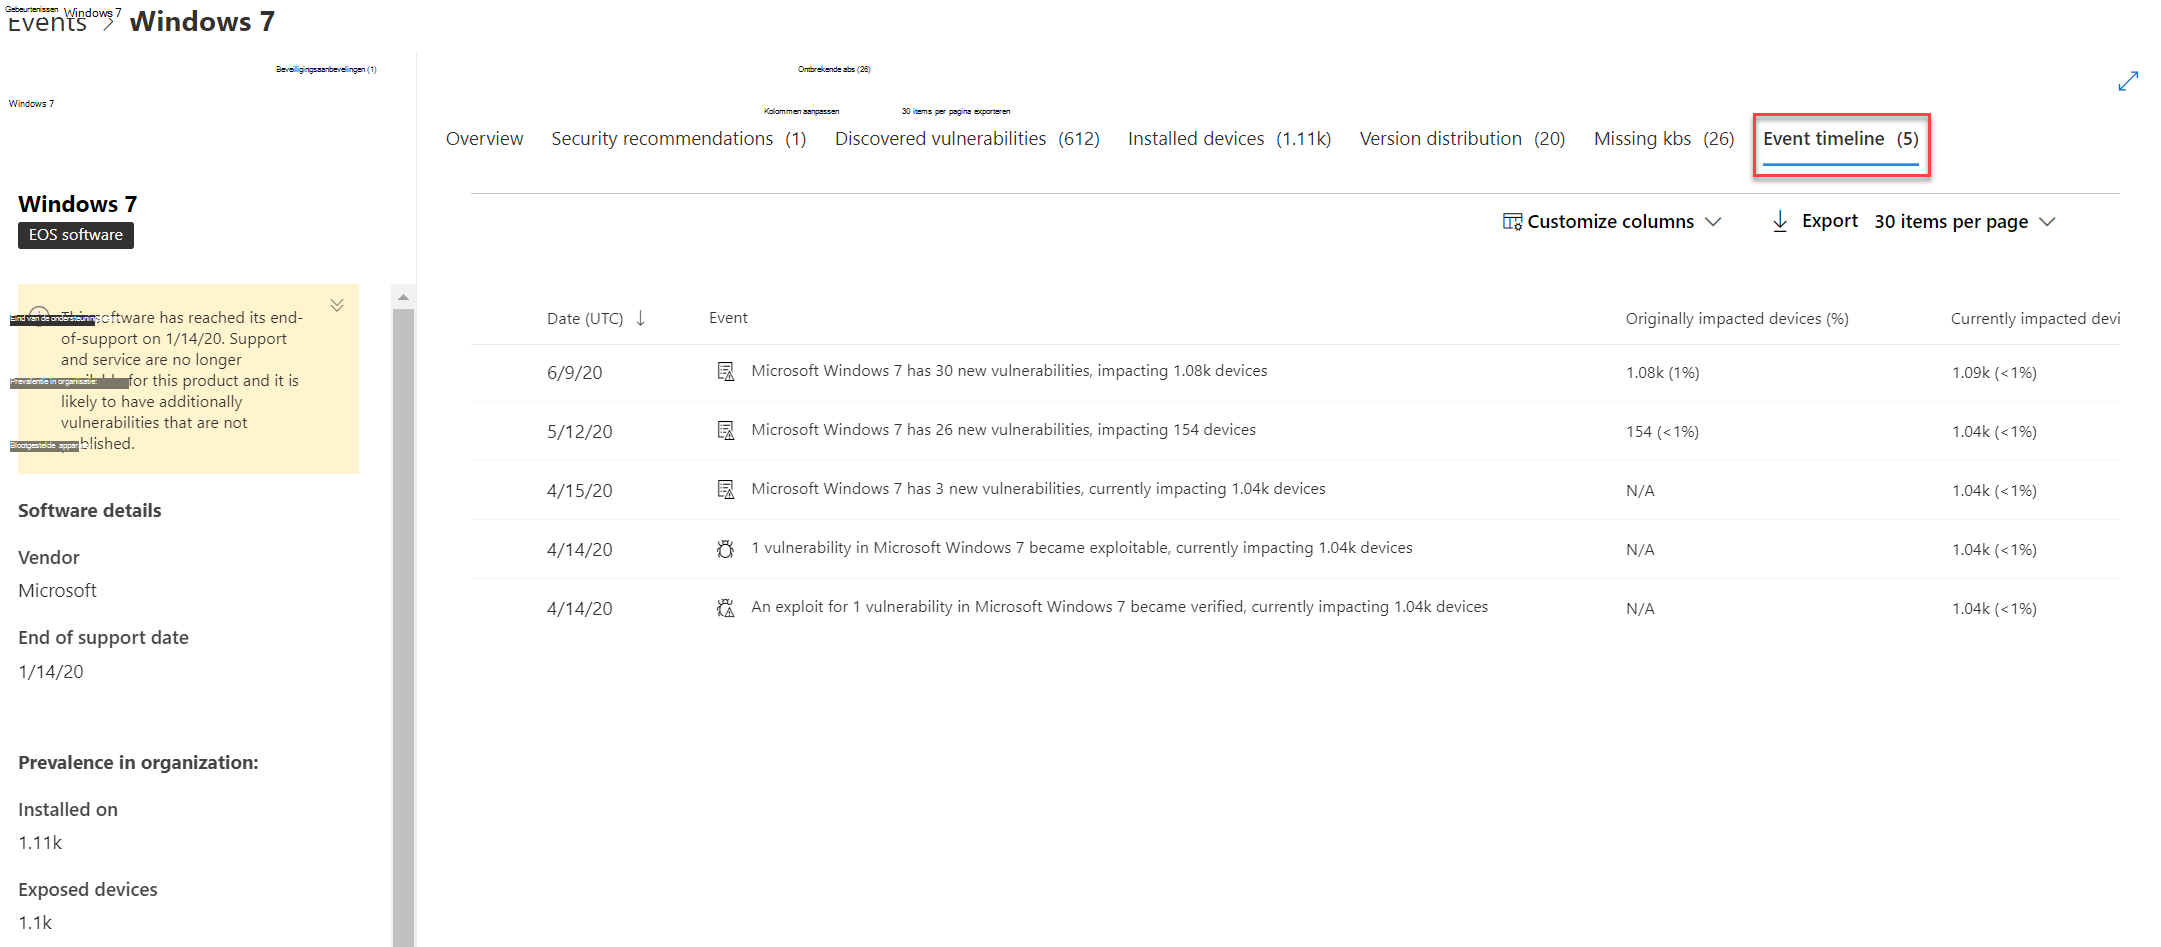 Gebeurtenissen
Windows 7
Events > Windows 7
Beveiligingsaanbevelingen (1)
Ontbrekende abs (26)
Windows 7
Kolommen aanpassen
30 items per pagina exporteren
Overview
Security recommendations (1)
Discovered vulnerabilities (612)
Installed devices (1.11k)
Version distribution (20)
Missing kbs (26)
Event timeline (5)
Windows 7
EOS software
Customize columns
Export
30 items per page
software has reached its end-
of-support on 1/14/20. Support
and service are no longer
for this product and it is
likely to have additionally
vulnerabilities that are not
Eind van de ondersteuning
Prevalentie in organisatie:
Software details
Vendor
Microsoft
End of support date
1/14/20
Prevalence in organization:
Installed on
1.11k
Exposed devices
1.1k
Date (UTC)
Event
Originally impacted devices (%)
Currently impacted devi
6/9/20
Microsoft Windows 7 has 30 new vulnerabilities, impacting 1.08k devices
1.08k (1%)
1.09k (<1%)
5/12/20
Microsoft Windows 7 has 26 new vulnerabilities, impacting 154 devices
154 (<1%)
1.04k (<1%)
4/15/20
Microsoft Windows 7 has 3 new vulnerabilities, currently impacting 1.04k devices
N/A
1.04k (<1%)
4/14/20
1 vulnerability in Microsoft Windows 7 became exploitable, currently impacting 1.04k devices
N/A
1.04k (<1%)
4/14/20
An exploit for 1 vulnerability in Microsoft Windows 7 became verified, currently impacting 1.04k devices
N/A
1.04k (<1%)